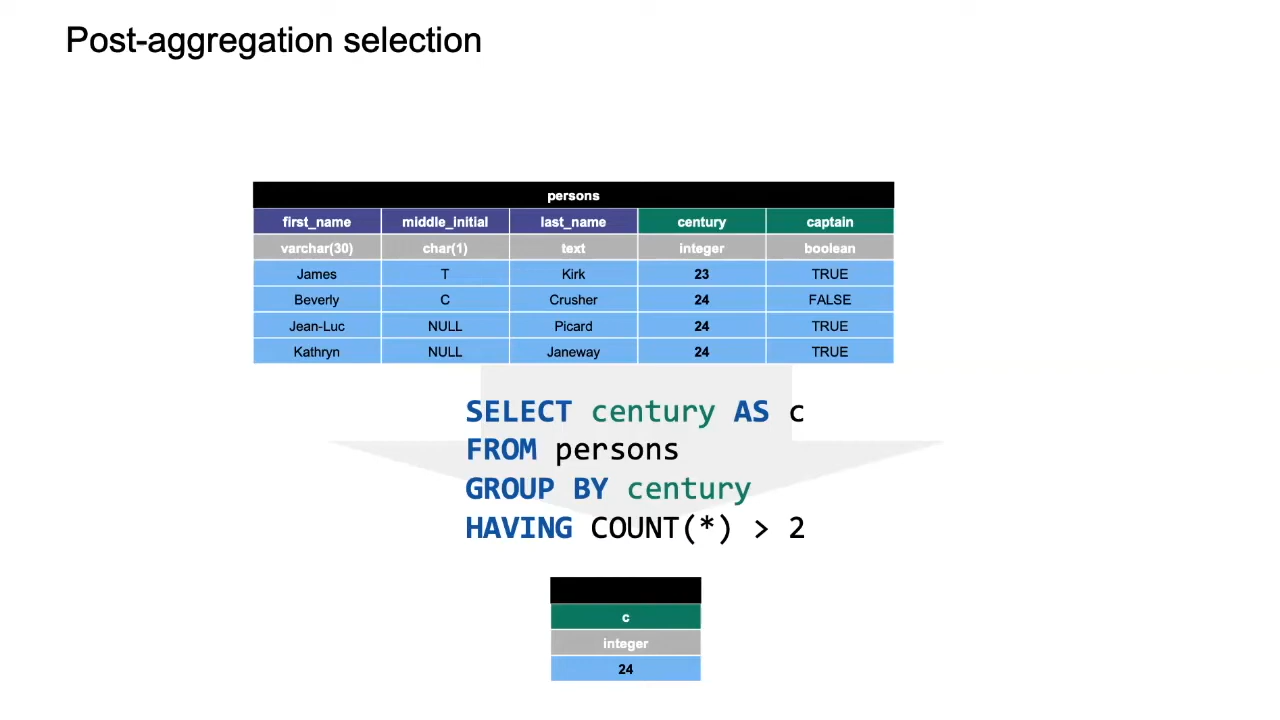 Post-aggregation selection
persons
first_name middle_initial last_name century captain
varchar(30) char(1) text integer boolean
James T Kirk 23 TRUE
Beverly C Crusher 24 FALSE
Jean-Luc NULL Picard 24 TRUE
Kathryn NULL Janeway 24 TRUE
SELECT century AS c
FROM persons
GROUP BY century
HAVING COUNT(*) > 2
c
integer
24